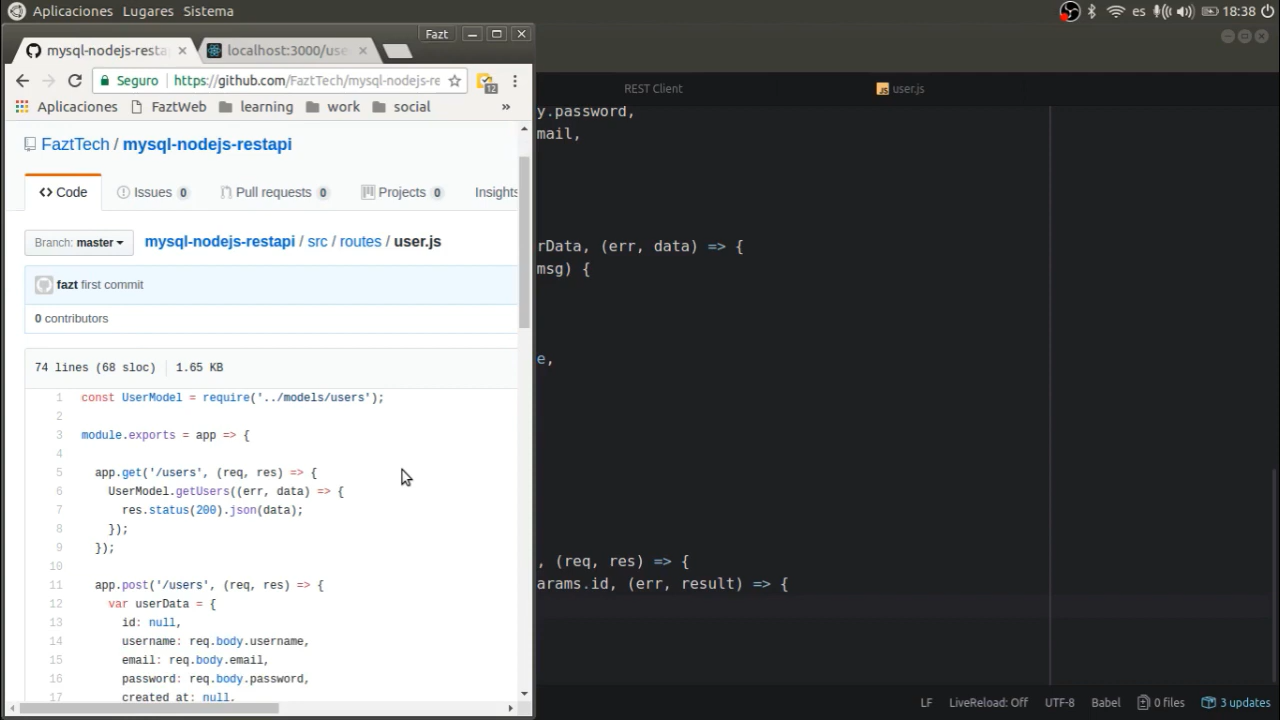 Aplicaciones Lugares Sistema
es 18:38
Fazt
mysql-nodejs-resta
localhost:3000/use
Seguro https://github.com/FaztTech/mysql-nodejs-re
12
Aplicaciones FaztWeb learning work social »
FaztTech / mysql-nodejs-restapi
Code Issues 0 Pull requests 0 Projects 0 Insights
Branch: master mysql-nodejs-restapi / src / routes / user.js
fazt first commit
0 contributors
74 lines (68 sloc) 1.65 KB
1 const UserModel = require('../models/users');
2
3 module.exports = app => {
4
5 app.get('/users', (req, res) => {
6 UserModel.getUsers((err, data) => {
7 res.status(200).json(data);
8 });
9 });
10
11 app.post('/users', (req, res) => {
12 var userData = {
13 id: null,
14 username: req.body.username,
15 email: req.body.email,
16 password: req.body.password,
17 created_at: null,
REST Client
JS user.js
y.password,
mail,
rData, (err, data) => {
msg) {
e,
, (req, res) => {
arams.id, (err, result) => {
LF LiveReload: Off UTF-8 Babel 0 files 3 updates